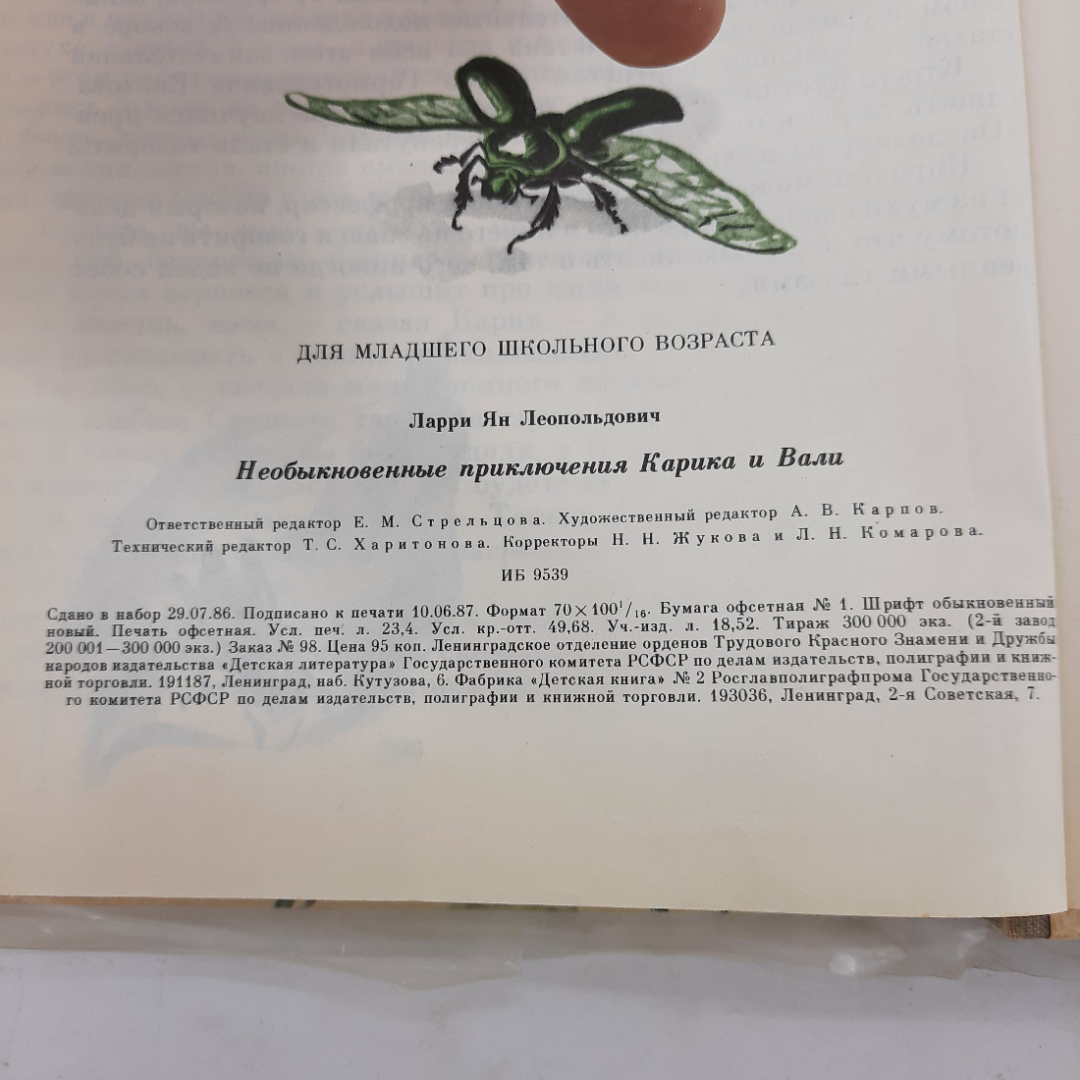 ДЛЯ МЛАДШЕГО ШКОЛЬНОГО ВОЗРАСТА
Ларри Ян Леопольдович
Необыкновенные приключения Карика и Вали
Ответственный редактор Е. М. Стрельцова. Художественный редактор А. В. Карпов.
Технический редактор Т. С. Харитонова. Корректоры Н. Н. Жукова и Л. Н. Комарова.
ИБ 9539
Сдано в набор 29.07.86. Подписано к печати 10.06.87. Формат 70×100¹/₁₆. Бумага офсетная № 1. Шрифт обыкновенный
новый. Печать офсетная. Усл. печ. л. 23,4. Усл. кр.-отт. 49,68. Уч.-изд. л. 18,52. Тираж 300 000 экз. (2-й завод
200 001—300 000 экз.) Заказ № 98. Цена 95 коп. Ленинградское отделение орденов Трудового Красного Знамени и Дружбы
народов издательства «Детская литература» Государственного комитета РСФСР по делам издательств, полиграфии и книж-
ной торговли. 191187, Ленинград, наб. Кутузова, 6. Фабрика «Детская книга» № 2 Росглавполиграфпрома Государственно-
го комитета РСФСР по делам издательств, полиграфии и книжной торговли. 193036, Ленинград, 2-я Советская, 7.